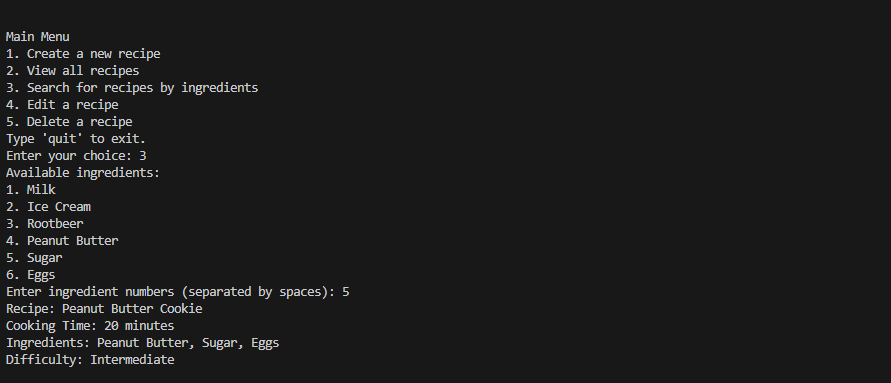 Main Menu
1. Create a new recipe
2. View all recipes
3. Search for recipes by ingredients
4. Edit a recipe
5. Delete a recipe
Type 'quit' to exit.
Enter your choice: 3
Available ingredients:
1. Milk
2. Ice Cream
3. Rootbeer
4. Peanut Butter
5. Sugar
6. Eggs
Enter ingredient numbers (separated by spaces): 5
Recipe: Peanut Butter Cookie
Cooking Time: 20 minutes
Ingredients: Peanut Butter, Sugar, Eggs
Difficulty: Intermediate